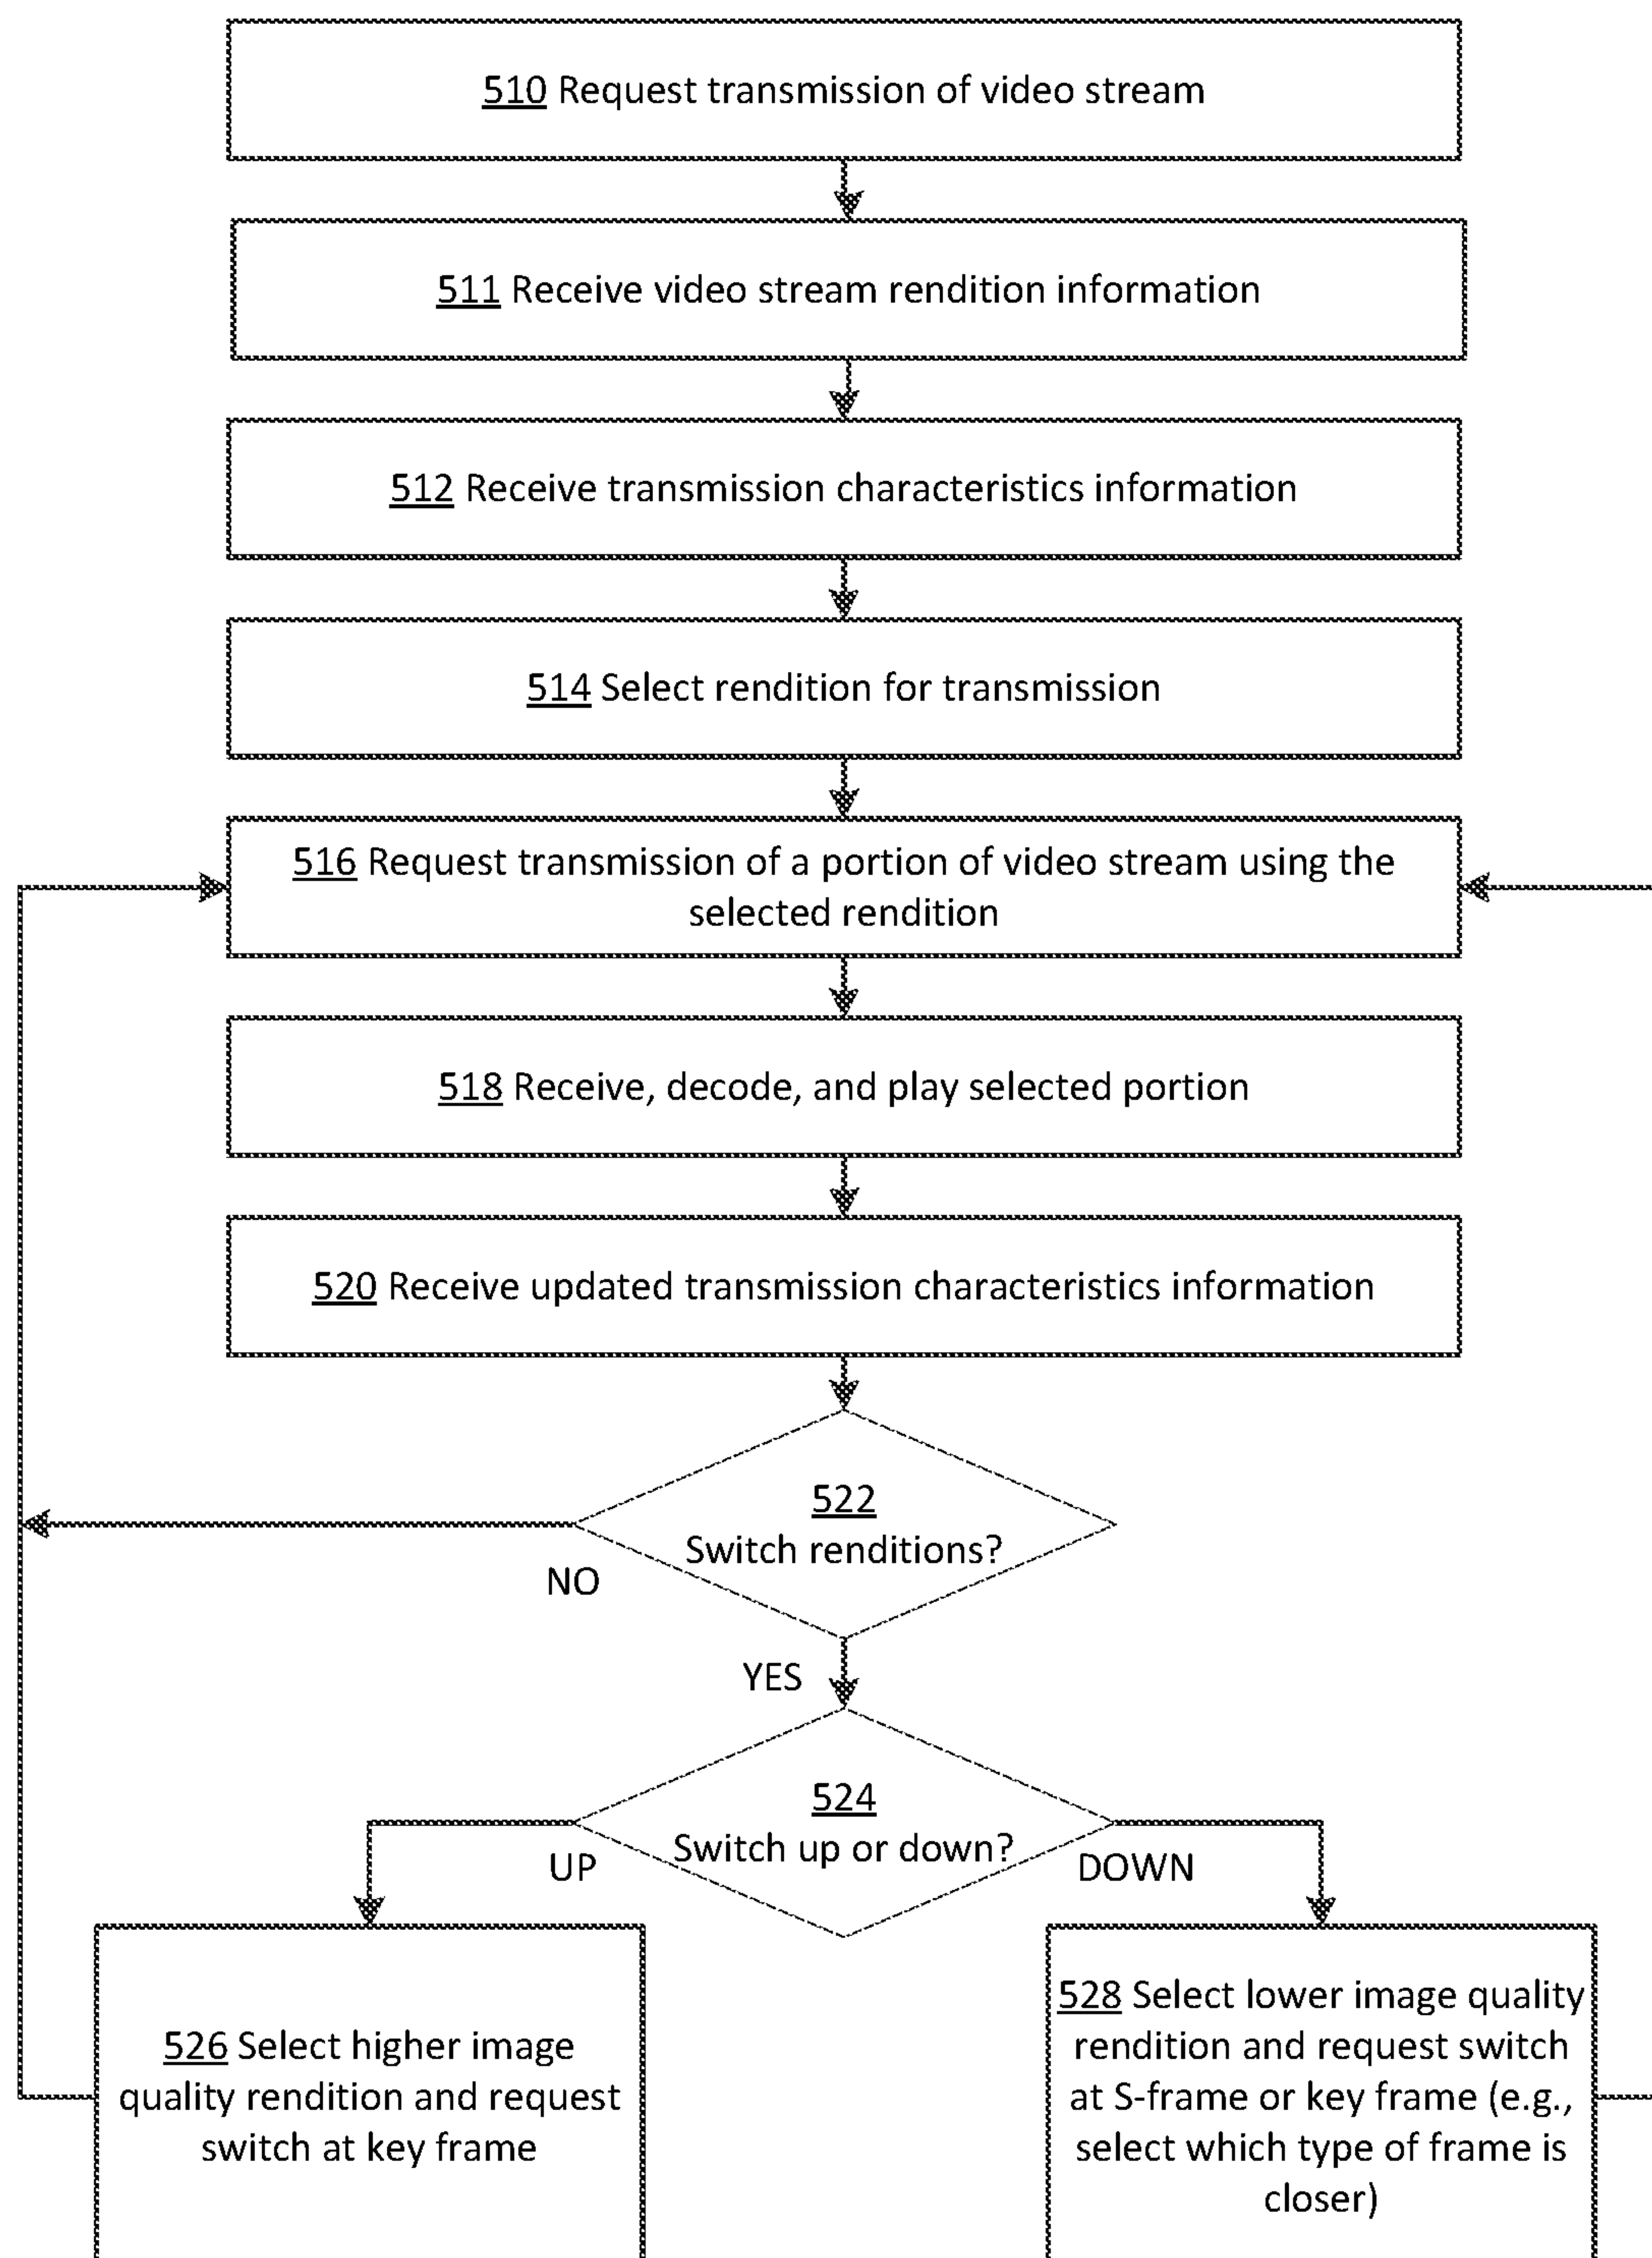 510 Request transmission of video stream
511 Receive video stream rendition information
512 Receive transmission characteristics information
514 Select rendition for transmission
516 Request transmission of a portion of video stream using the
selected rendition
518 Receive, decode, and play selected portion
520 Receive updated transmission characteristics information
522
Switch renditions?
NO
YES
524
Switch up or down?
UP
DOWN
526 Select higher image
quality rendition and request
switch at key frame
528 Select lower image quality
rendition and request switch
at S-frame or key frame (e.g.,
select which type of frame is
closer)